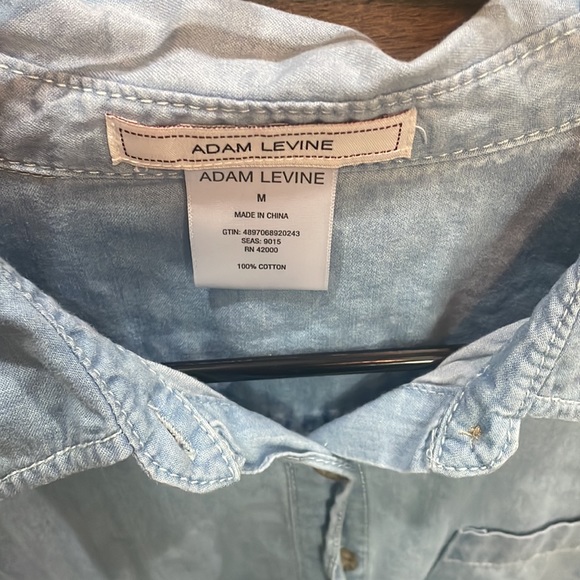 ADAM LEVINE
ADAM LEVINE
M
MADE IN CHINA
GTIN: 4897068920243
SEAS: 9015
RN 42000
100% COTTON